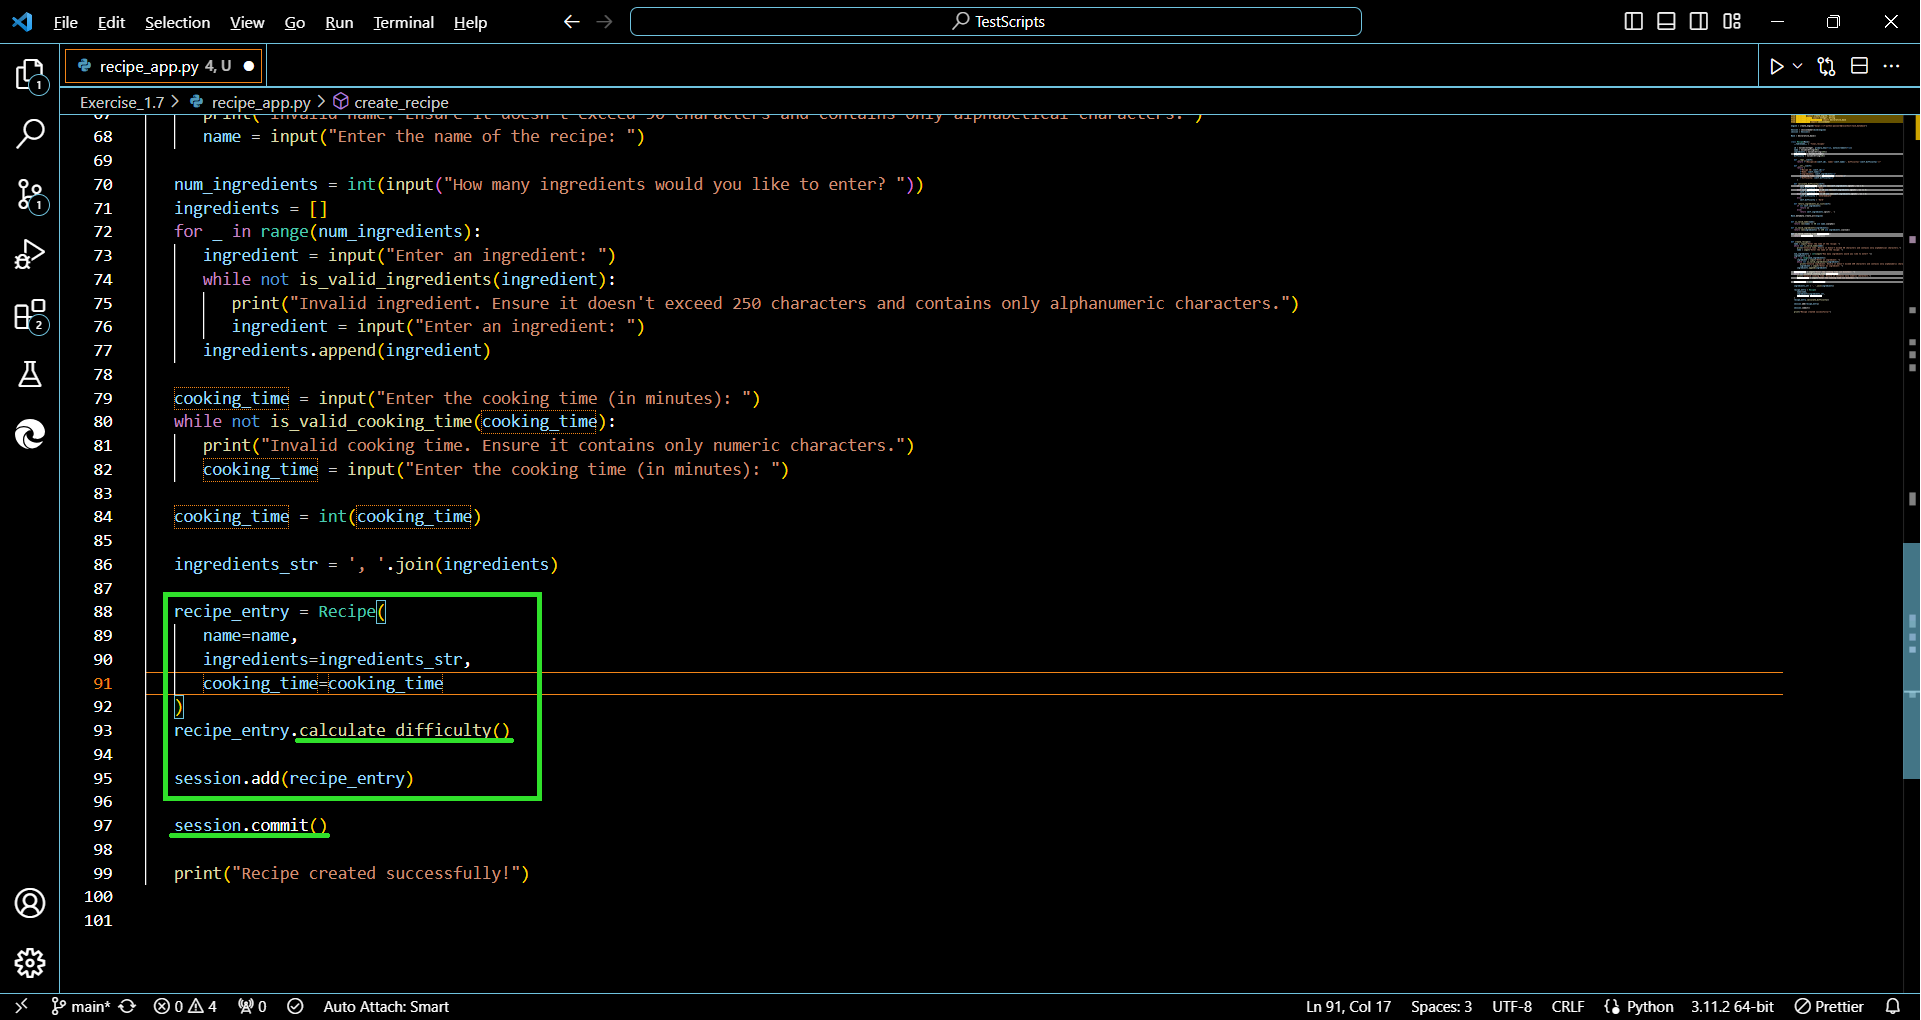 File Edit Selection View Go Run Terminal Help TestScripts
recipe_app.py 4, U
Exercise_1.7 > recipe_app.py > create_recipe
68 name = input("Enter the name of the recipe: ")
69
70 num_ingredients = int(input("How many ingredients would you like to enter? "))
71 ingredients = []
72 for _ in range(num_ingredients):
73 ingredient = input("Enter an ingredient: ")
74 while not is_valid_ingredients(ingredient):
75 print("Invalid ingredient. Ensure it doesn't exceed 250 characters and contains only alphanumeric characters.")
76 ingredient = input("Enter an ingredient: ")
77 ingredients.append(ingredient)
78
79 cooking_time = input("Enter the cooking time (in minutes): ")
80 while not is_valid_cooking_time(cooking_time):
81 print("Invalid cooking time. Ensure it contains only numeric characters.")
82 cooking_time = input("Enter the cooking time (in minutes): ")
83
84 cooking_time = int(cooking_time)
85
86 ingredients_str = ', '.join(ingredients)
87
88 recipe_entry = Recipe(
89 name=name,
90 ingredients=ingredients_str,
91 cooking_time=cooking_time
92 )
93 recipe_entry.calculate_difficulty()
94
95 session.add(recipe_entry)
96
97 session.commit()
98
99 print("Recipe created successfully!")
100
101
1
1
2
main* 0 4 0 Auto Attach: Smart Ln 91, Col 17 Spaces: 3 UTF-8 CRLF Python 3.11.2 64-bit Prettier